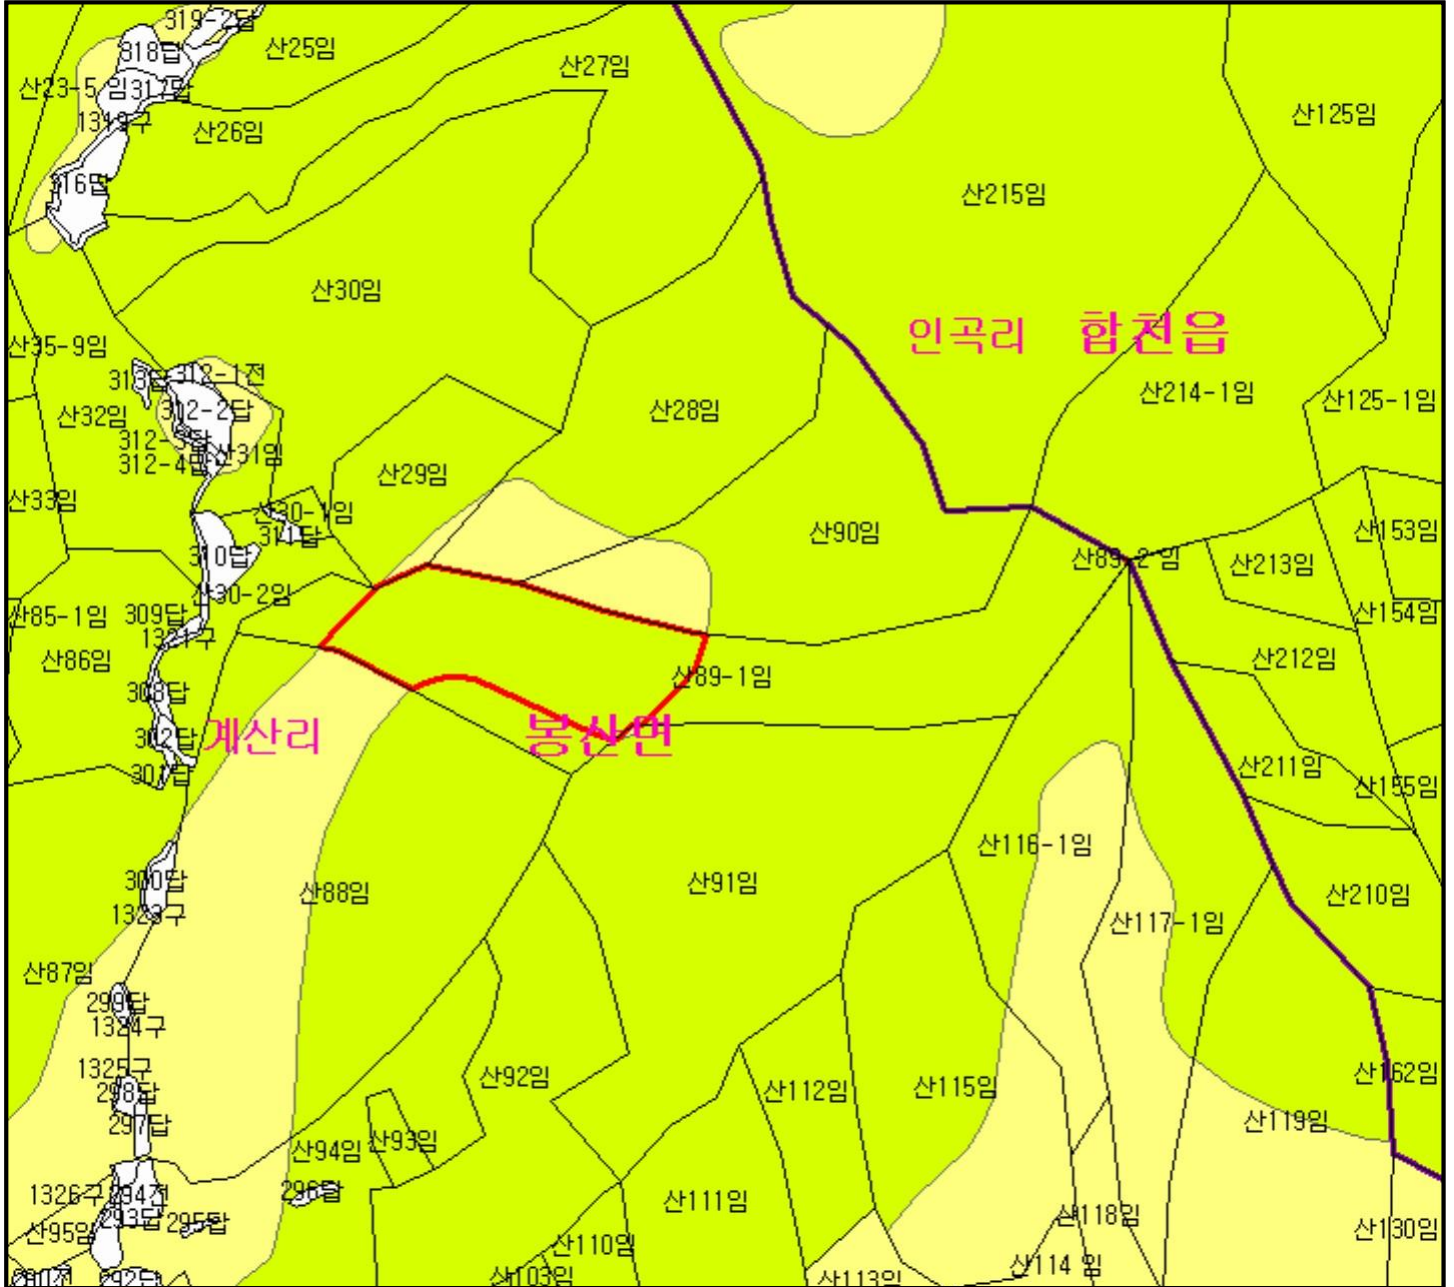 319-2답
318답
산25임
산23-5 임
317답
산27임
1319구
산26임
산125임
316답
산215임
산30임
인곡리
합천읍
산35-9임
313답
312-1전
산214-1임
산125-1임
산32임
312-2답
산28임
312-3답
산31임
312-4답
산29임
산33임
산30-1임
311답
산90임
산153임
310답
산89-2 임
산213임
산30-2임
산85-1임
309답
산154임
1321구
산86임
산89-1임
산212임
308답
계산리
봉산면
302답
301답
산211임
산155임
산116-1임
300답
산88임
산91임
산210임
1323구
산117-1임
산87임
299답
1324구
1325구
산92임
산112임
산115임
산162임
298답
297답
산93임
산94임
산119임
1326구
294전
296답
산111임
293답
295답
산118임
산95임
산110임
산130임
산114 임
산103임
산113임
292답